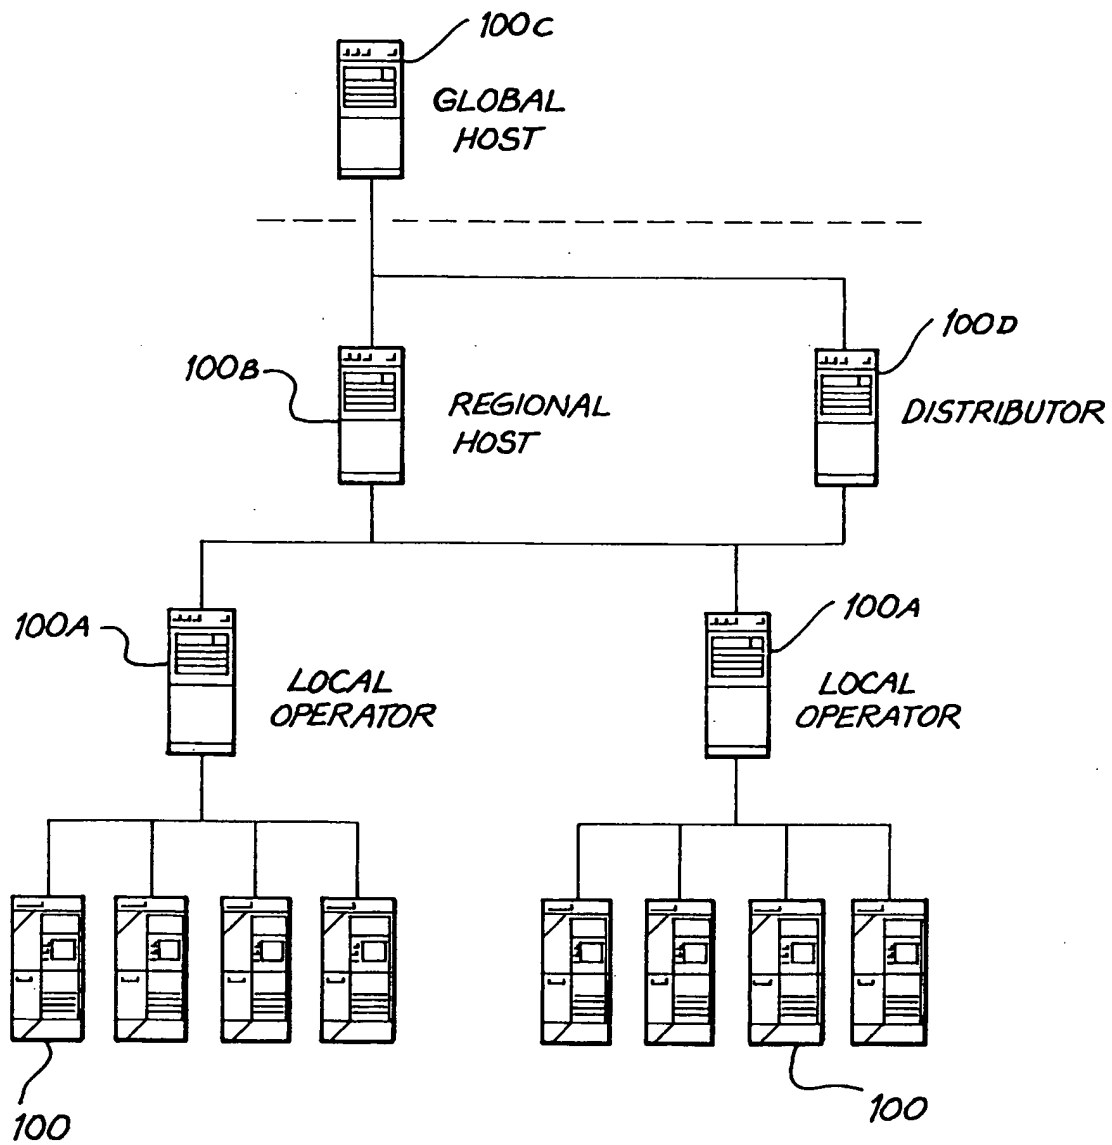 100C
GLOBAL
HOST
100D
100B
REGIONAL
HOST
DISTRIBUTOR
100A
100A
LOCAL
OPERATOR
LOCAL
OPERATOR
100
100